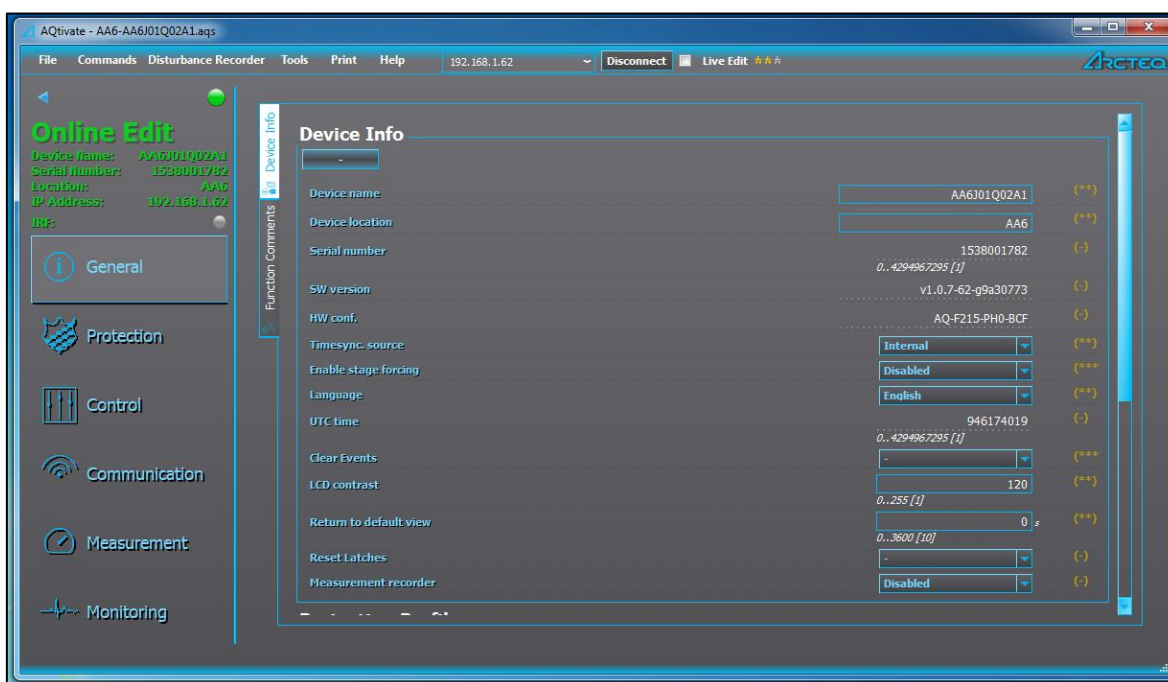 AQtivate - AA6-AA6J01Q02A1.aqs
File Commands Disturbance Recorder Tools Print Help 192.168.1.62 Disconnect Live Edit
ARCTEQ
Online Edit
Device Name: AA6J01Q02A1
Serial Number: 1538001782
Location: AA6
IP Address: 192.168.1.62
IRF:
General
Protection
Control
Communication
Measurement
Monitoring
Device Info
Function Comments
Device Info
-
Device name AA6J01Q02A1 (**)
Device location AA6 (**)
Serial number 1538001782 (-)
0..4294967295 [1]
SW version v1.0.7-62-g9a30773 (-)
HW conf. AQ-F215-PH0-BCF (-)
Timesync. source Internal (**)
Enable stage forcing Disabled (***
Language English (**)
UTC time 946174019 (-)
0..4294967295 [1]
Clear Events - (***
LCD contrast 120 (**)
0..255 [1]
Return to default view 0 s (**)
0..3600 [10]
Reset Latches - (-)
Measurement recorder Disabled (-)